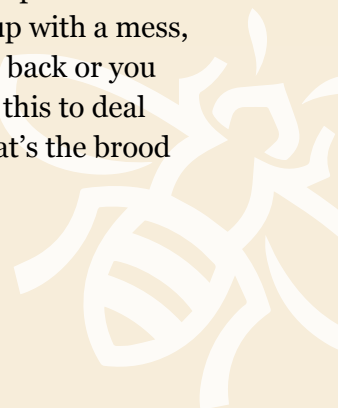 up with a mess,
back or you
this to deal
at’s the brood